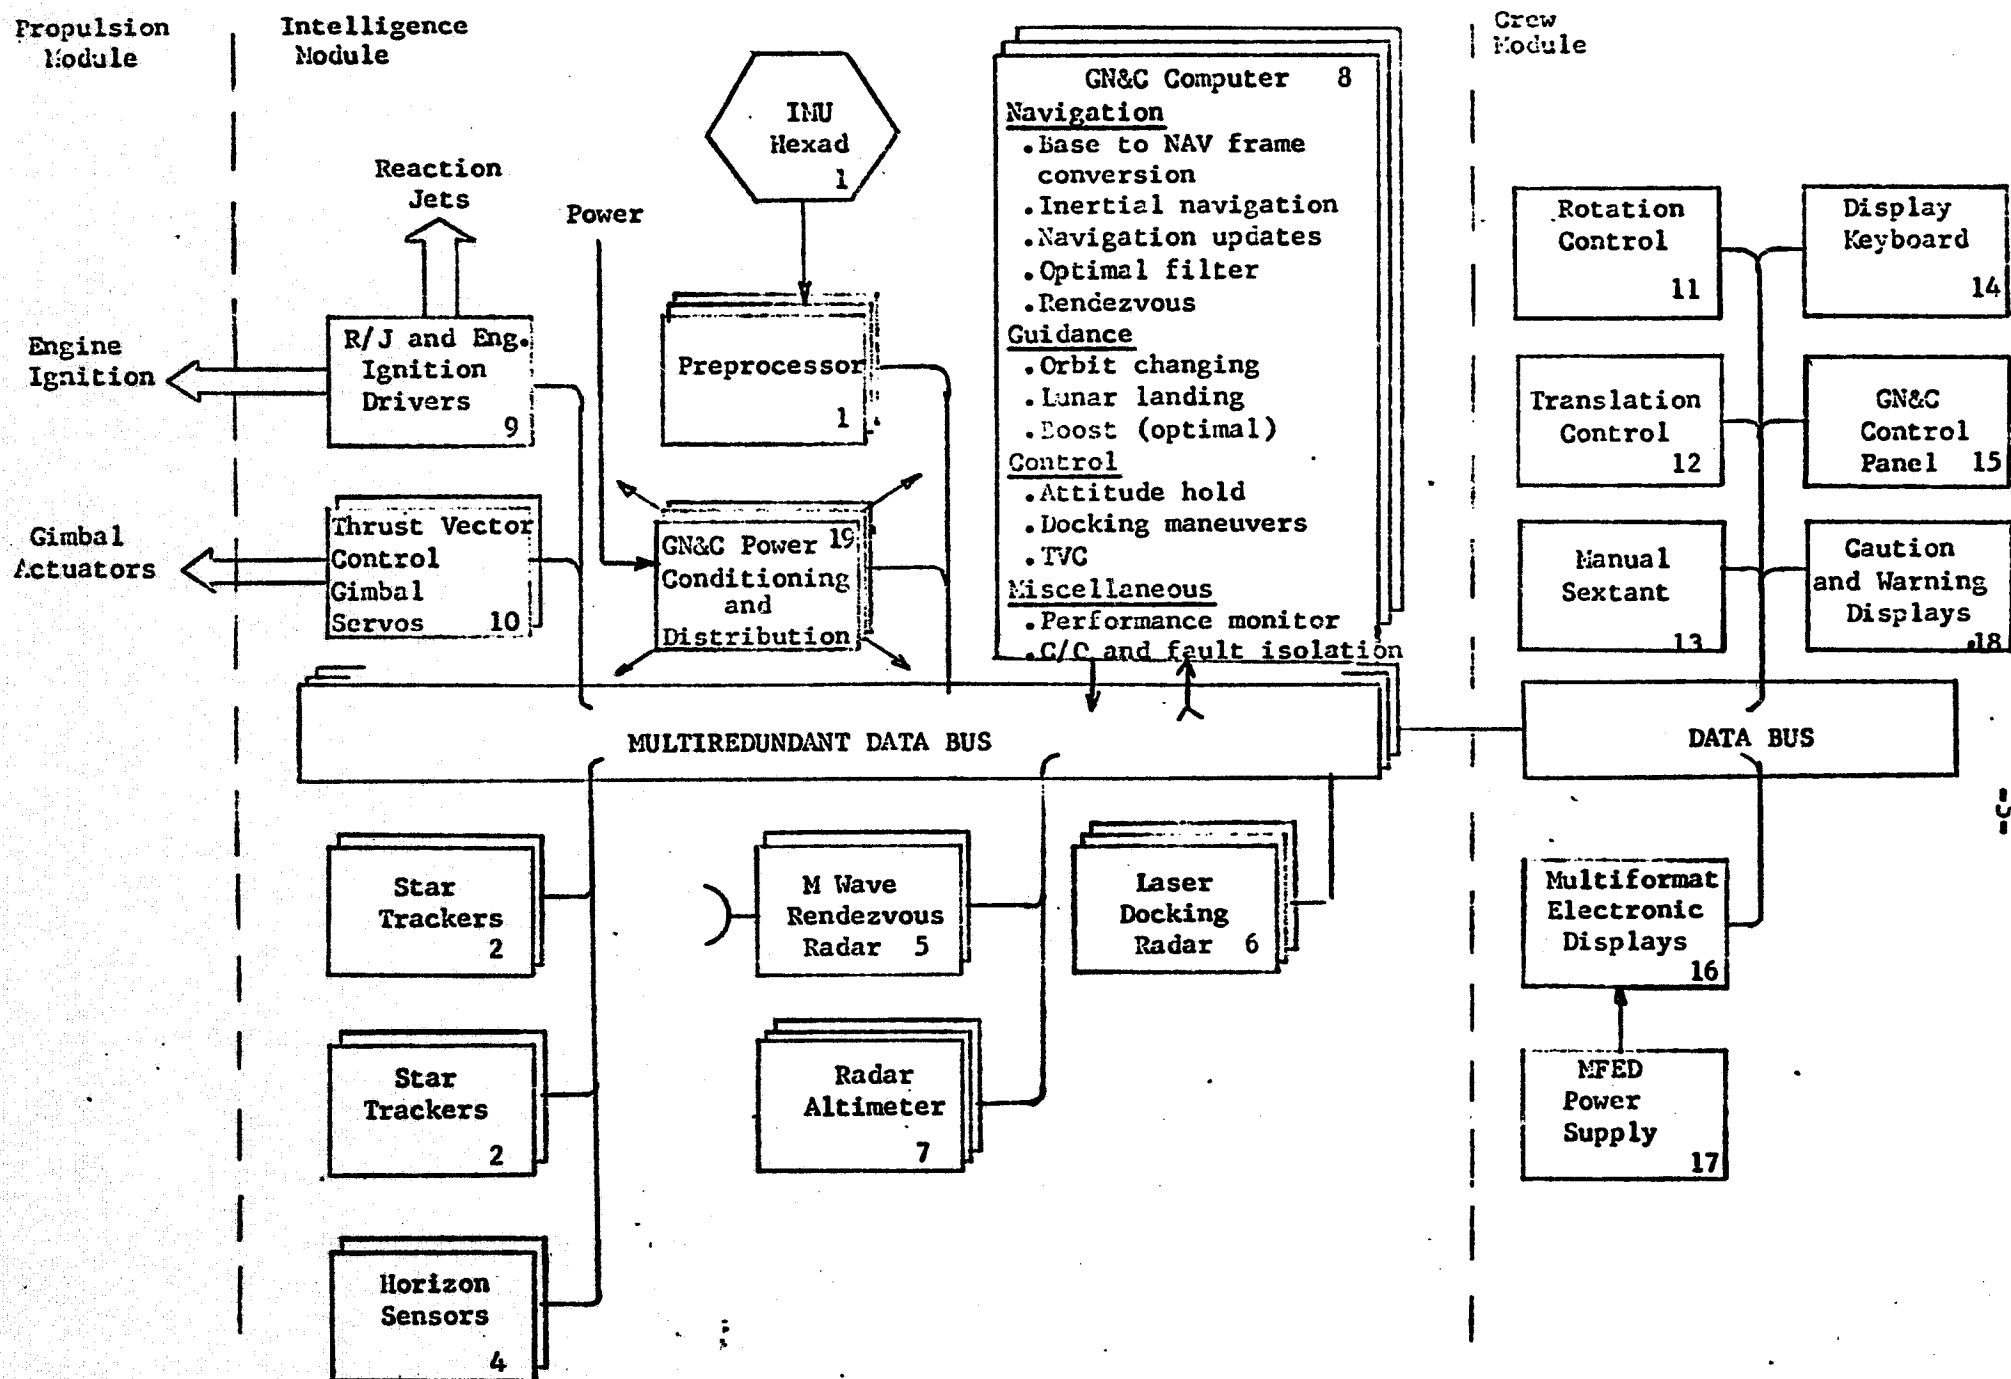 Propulsion
Module
Intelligence
Module
Crew
Module
IMU
Hexad
1
Reaction
Jets
Power
Engine
Ignition
R/J and Eng.
Ignition
Drivers
9
Preprocessor
1
Gimbal
Actuators
Thrust Vector
Control
Gimbal
Servos 10
GN&C Power 19
Conditioning
and
Distribution
GN&C Computer 8
Navigation
.Base to NAV frame
conversion
.Inertial navigation
.Navigation updates
.Optimal filter
.Rendezvous
Guidance
.Orbit changing
.Lunar landing
.Boost (optimal)
Control
.Attitude hold
.Docking maneuvers
.TVC
Miscellaneous
.Performance monitor
.C/O and fault isolation
Rotation
Control
11
Display
Keyboard
14
Translation
Control
12
GN&C
Control
Panel 15
Manual
Sextant
13
Caution
and Warning
Displays
18
MULTIREDUNDANT DATA BUS
DATA BUS
Star
Trackers
2
M Wave
Rendezvous
Radar 5
Laser
Docking
Radar 6
Multiformat
Electronic
Displays
16
Star
Trackers
2
Radar
Altimeter
7
MFED
Power
Supply
17
Horizon
Sensors
4